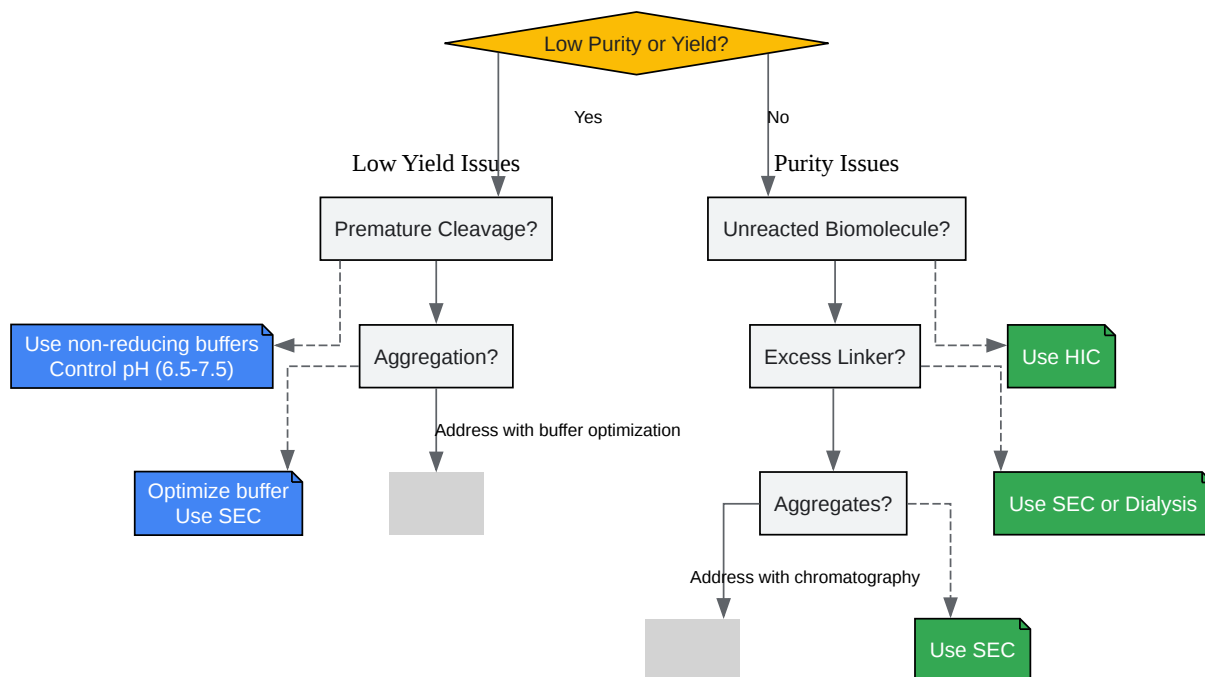 Low Purity or Yield?
Yes
No
Low Yield Issues
Purity Issues
Premature Cleavage?
Unreacted Biomolecule?
Use non-reducing buffers
Control pH (6.5-7.5)
Aggregation?
Excess Linker?
Use HIC
Address with buffer optimization
Optimize buffer
Use SEC
Aggregates?
Use SEC or Dialysis
Address with chromatography
Use SEC